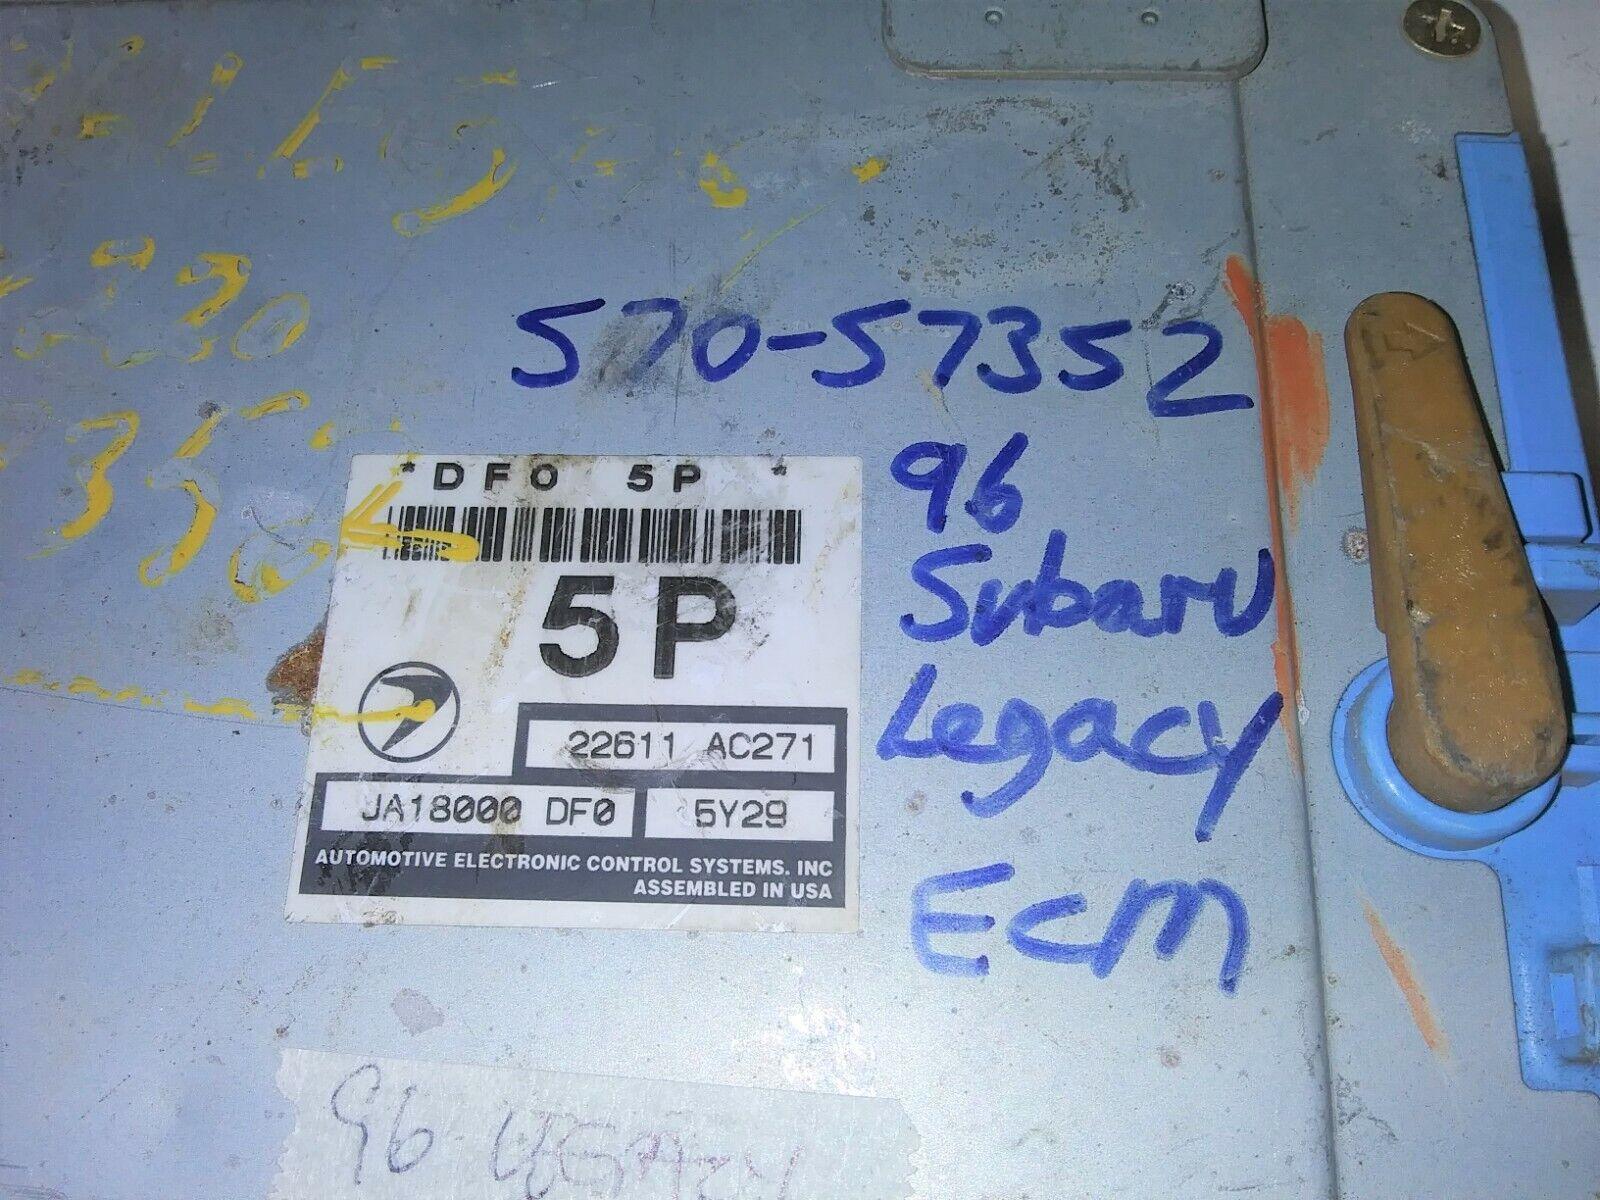 570-57352
96
Subaru
Legacy
ECM
* DF0 5P *
5P
22611 AC271
JA18000 DF0 5Y29
AUTOMOTIVE ELECTRONIC CONTROL SYSTEMS, INC
ASSEMBLED IN USA
96